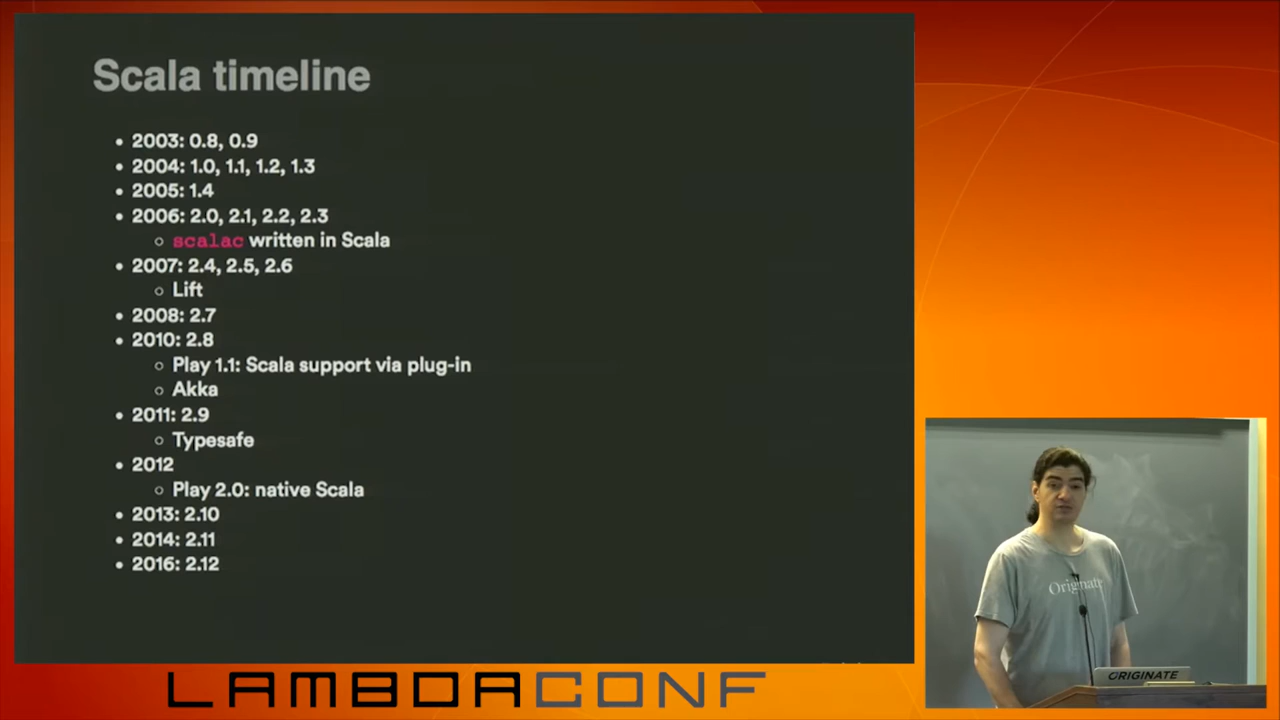 Scala timeline
• 2003: 0.8, 0.9
• 2004: 1.0, 1.1, 1.2, 1.3
• 2005: 1.4
• 2006: 2.0, 2.1, 2.2, 2.3
○ scalac written in Scala
• 2007: 2.4, 2.5, 2.6
○ Lift
• 2008: 2.7
• 2010: 2.8
○ Play 1.1: Scala support via plug-in
○ Akka
• 2011: 2.9
○ Typesafe
• 2012
○ Play 2.0: native Scala
• 2013: 2.10
• 2014: 2.11
• 2016: 2.12
Originate
ORIGINATE
LAMBDACONF